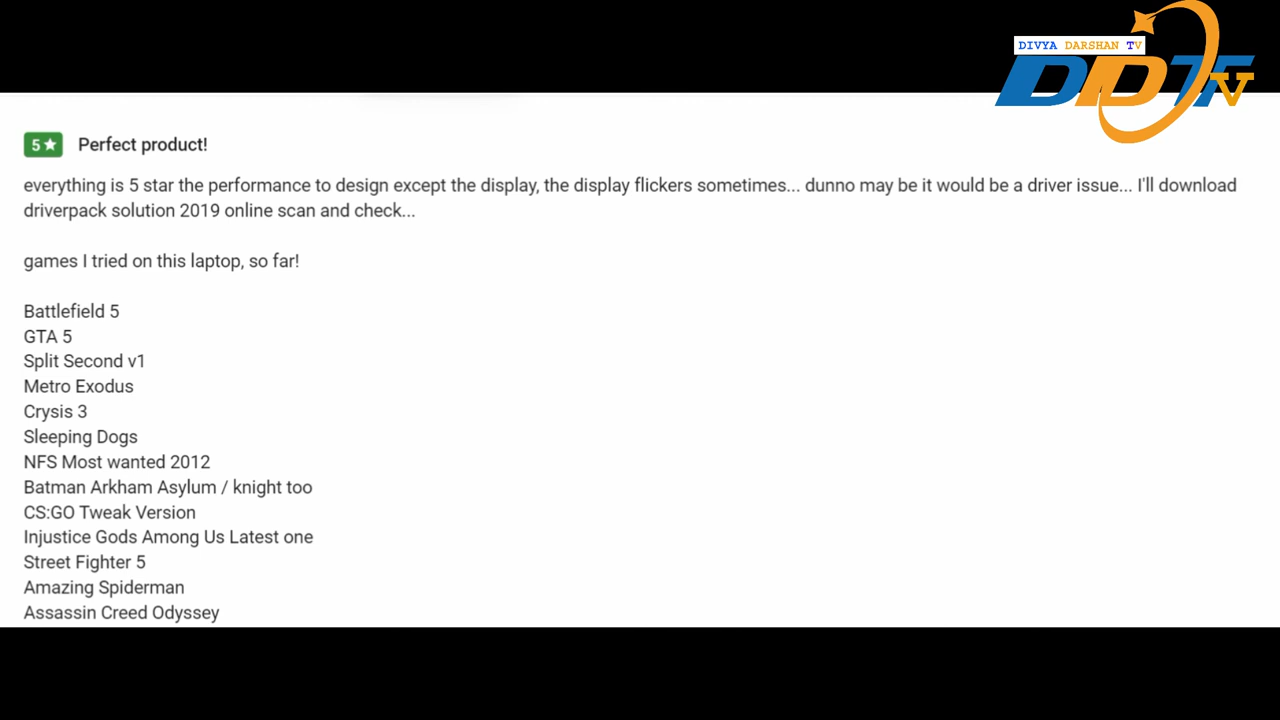 DIVYA DARSHAN TV
DDTV
5★ Perfect product!
everything is 5 star the performance to design except the display, the display flickers sometimes... dunno may be it would be a driver issue... I'll download
driverpack solution 2019 online scan and check...
games I tried on this laptop, so far!
Battlefield 5
GTA 5
Split Second v1
Metro Exodus
Crysis 3
Sleeping Dogs
NFS Most wanted 2012
Batman Arkham Asylum / knight too
CS:GO Tweak Version
Injustice Gods Among Us Latest one
Street Fighter 5
Amazing Spiderman
Assassin Creed Odyssey